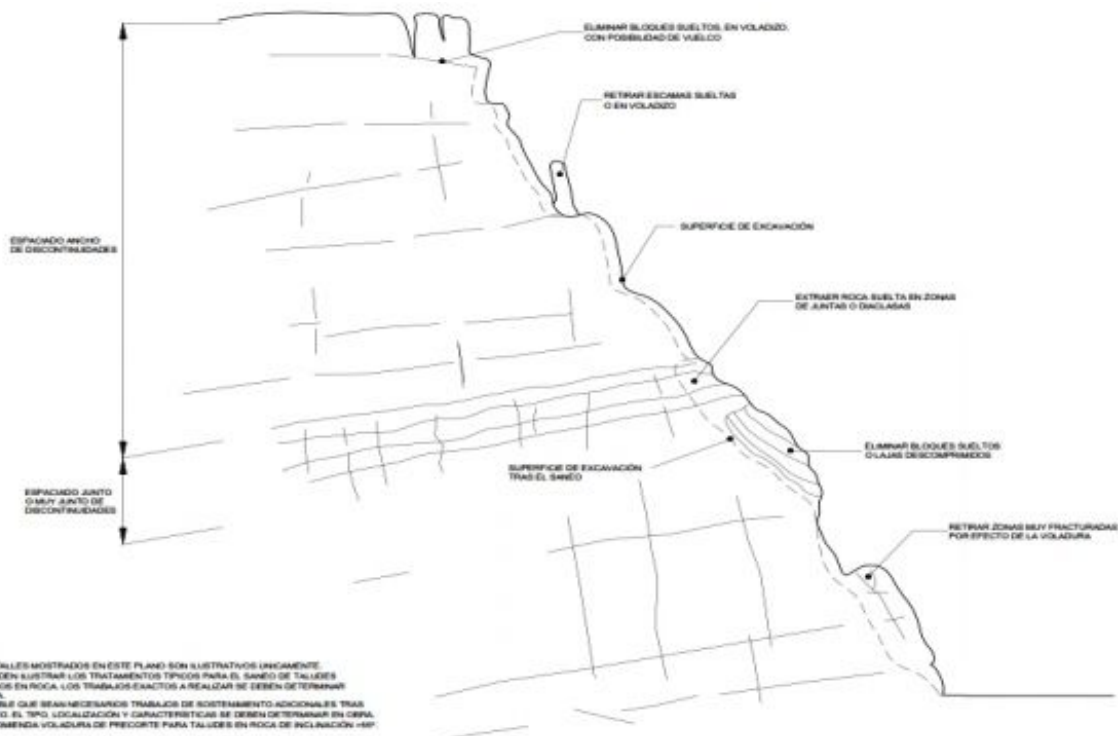 ELIMINAR BLOQUES SUELTOS, EN VOLADIZO,
CON POSIBILIDAD DE VUELCO
RETIRAR ESCAMAS SUELTAS
O EN VOLADIZO
SUPERFICIE DE EXCAVACIÓN
ESPACIADO ANCHO
DE DISCONTINUIDADES
EXTRAER ROCA SUELTA EN ZONAS
DE JUNTAS O DIACLASAS
ELIMINAR BLOQUES SUELTOS
O LAJAS DESCOMPRIMIDOS
SUPERFICIE DE EXCAVACIÓN
TRAS EL SANEO
ESPACIADO JUNTO
O MUY JUNTO DE
DISCONTINUIDADES
RETIRAR ZONAS MUY FRACTURADAS
POR EFECTO DE LA VOLADURA
ALLES MOSTRADOS EN ESTE PLANO SON ILUSTRATIVOS ÚNICAMENTE.
DEN ILUSTRAR LOS TRATAMIENTOS TÍPICOS PARA EL SANEO DE TALUDES
OS EN ROCA. LOS TRABAJOS EXACTOS A REALIZAR SE DEBEN DETERMINAR
BLE QUE SEAN NECESARIOS TRABAJOS DE SOSTENIMIENTO ADICIONALES TRAS
O. EL TIPO, LOCALIZACIÓN Y CARACTERÍSTICAS SE DEBEN DETERMINAR EN OBRA.
OMIENDA VOLADURA DE PRECORTE PARA TALUDES EN ROCA DE INCLINACIÓN